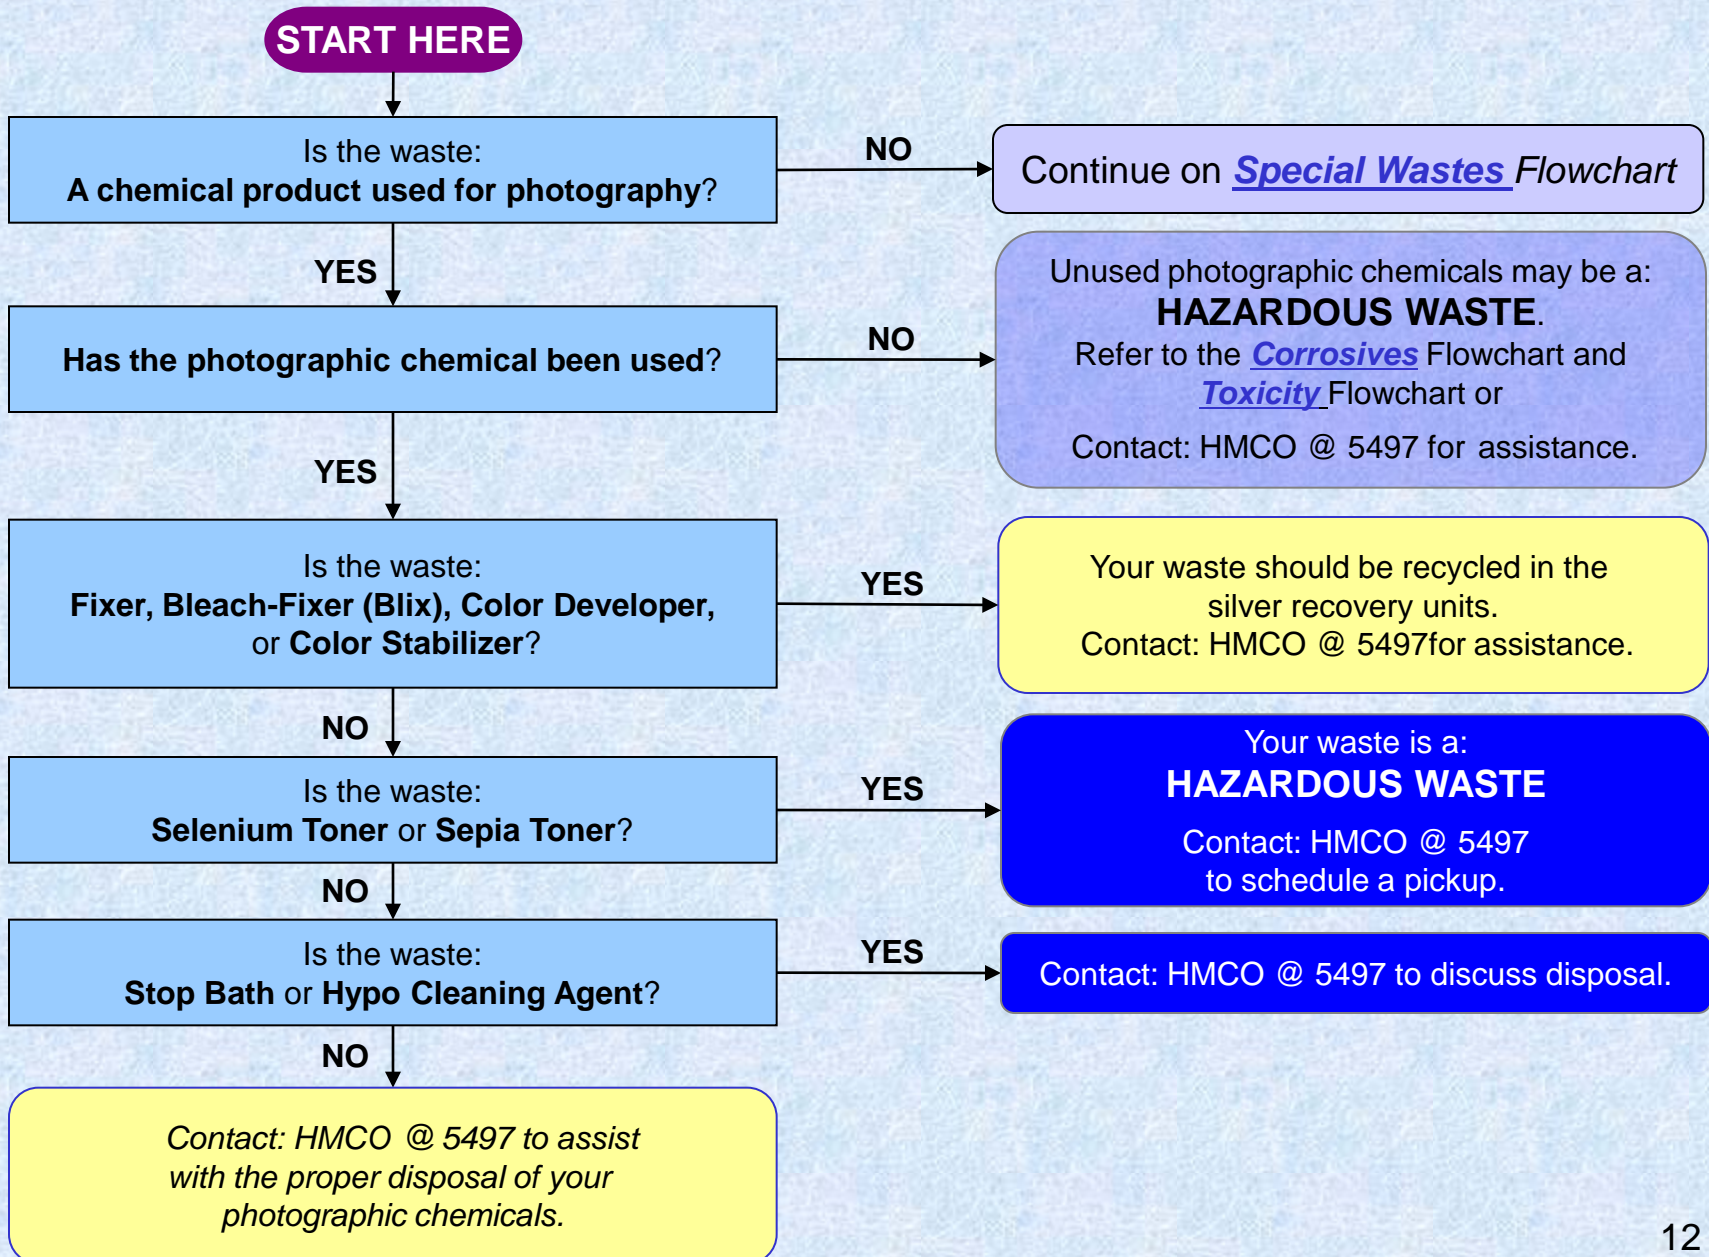 START HERE
Is the waste:
A chemical product used for photography?
NO
Continue on Special Wastes Flowchart
YES
Has the photographic chemical been used?
NO
Unused photographic chemicals may be a:
HAZARDOUS WASTE.
Refer to the Corrosives Flowchart and
Toxicity Flowchart or
Contact: HMCO @ 5497 for assistance.
YES
Is the waste:
Fixer, Bleach-Fixer (Blix), Color Developer,
or Color Stabilizer?
YES
Your waste should be recycled in the
silver recovery units.
Contact: HMCO @ 5497for assistance.
NO
Is the waste:
Selenium Toner or Sepia Toner?
YES
Your waste is a:
HAZARDOUS WASTE
Contact: HMCO @ 5497
to schedule a pickup.
NO
Is the waste:
Stop Bath or Hypo Cleaning Agent?
YES
Contact: HMCO @ 5497 to discuss disposal.
NO
Contact: HMCO @ 5497 to assist
with the proper disposal of your
photographic chemicals.
12